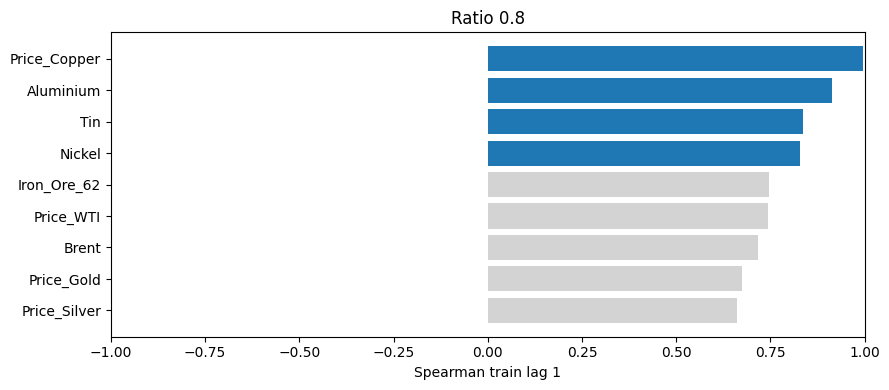 Ratio 0.8
Price_Copper
Aluminium
Tin
Nickel
Iron_Ore_62
Price_WTI
Brent
Price_Gold
Price_Silver
−1.00 −0.75 −0.50 −0.25 0.00 0.25 0.50 0.75 1.00
Spearman train lag 1